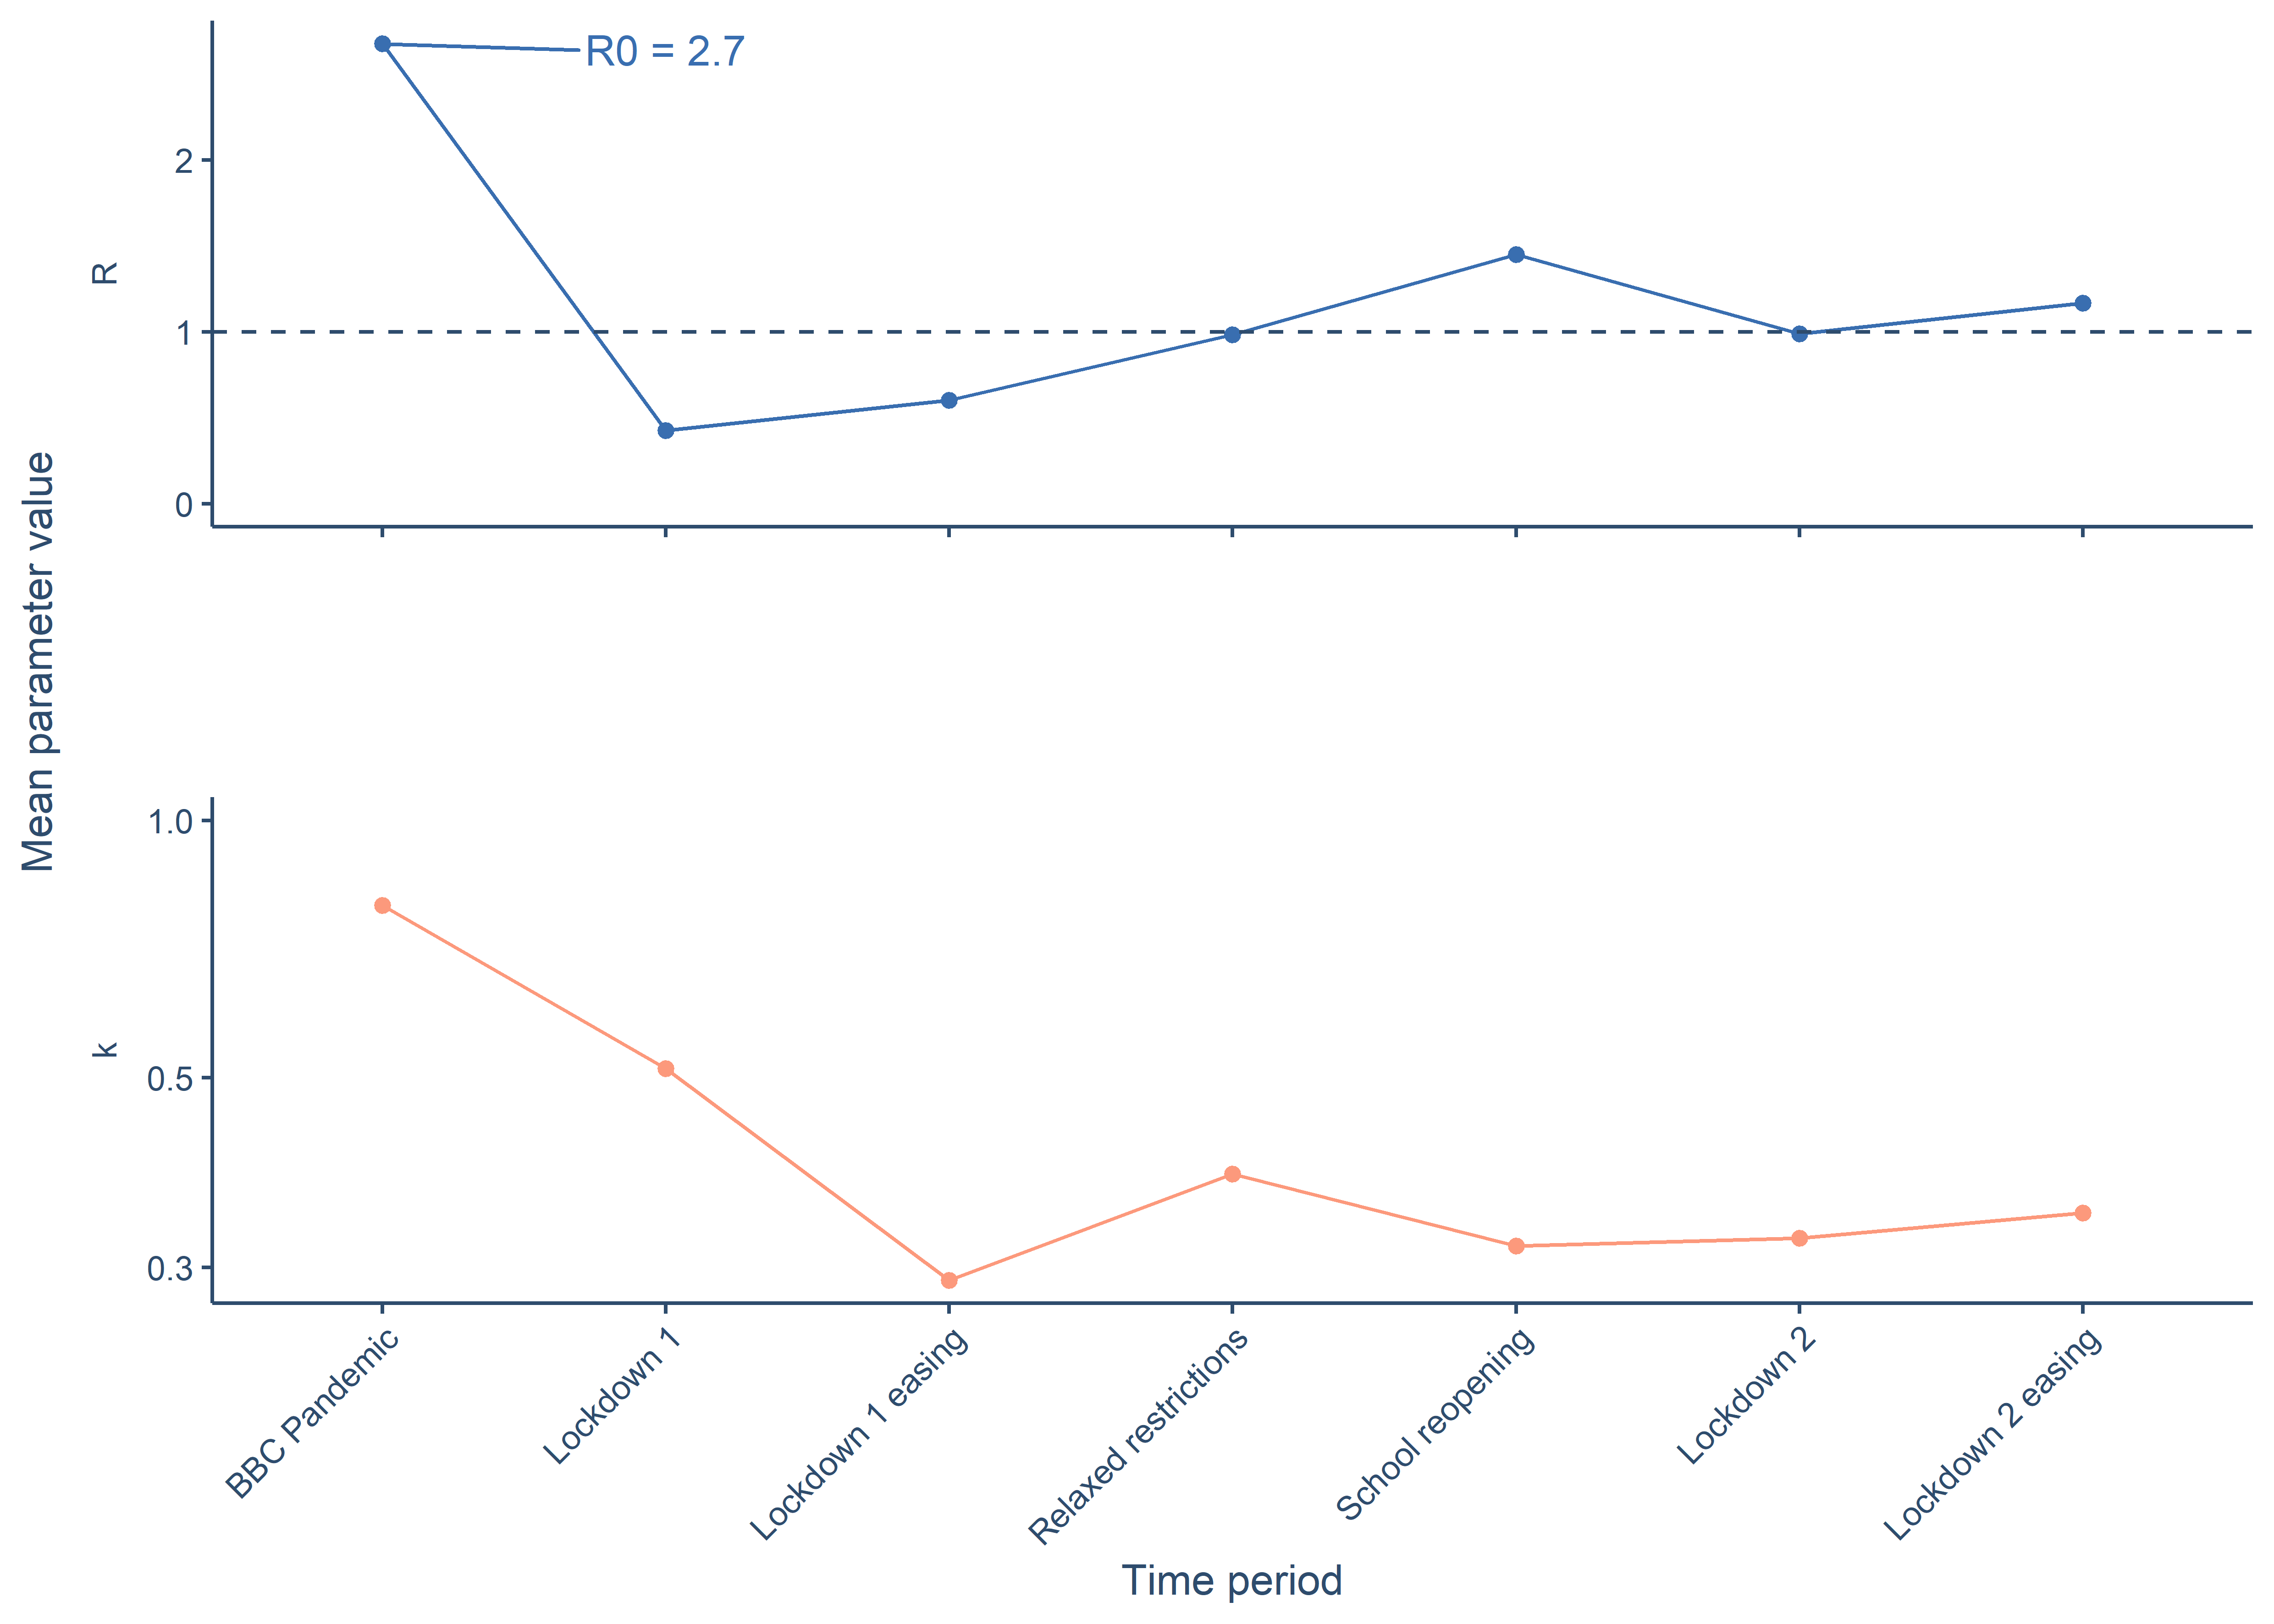 R0 = 2.7
2
1
0
R
Mean parameter value
1.0
0.5
0.3
k
BBC Pandemic
Lockdown 1
Lockdown 1 easing
Relaxed restrictions
School reopening
Lockdown 2
Lockdown 2 easing
Time period